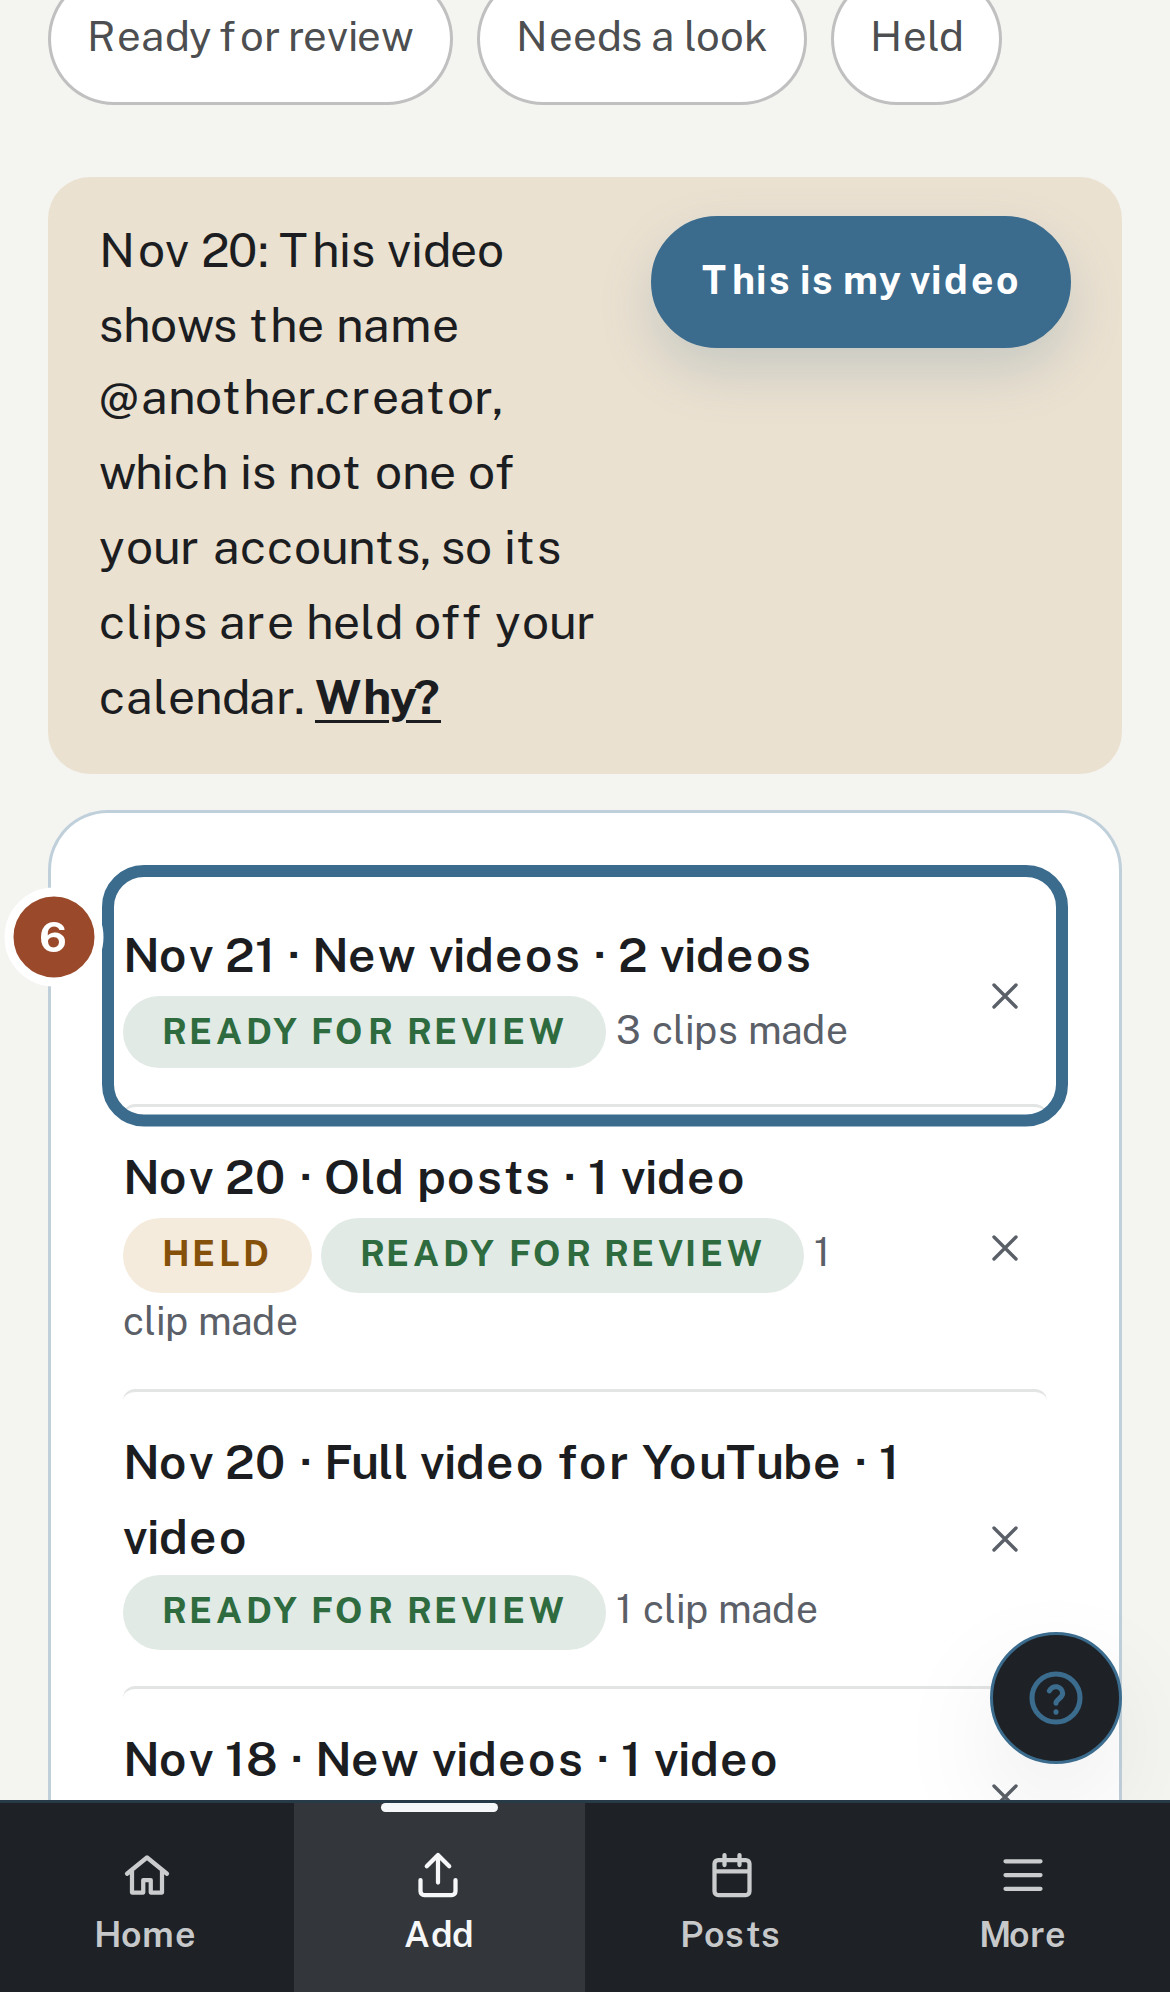 Ready for review
Needs a look
Held
Nov 20: This video
shows the name
@another.creator,
which is not one of
your accounts, so its
clips are held off your
calendar. Why?
This is my video
6
Nov 21 · New videos · 2 videos
READY FOR REVIEW 3 clips made
Nov 20 · Old posts · 1 video
HELD READY FOR REVIEW 1
clip made
Nov 20 · Full video for YouTube · 1
video
READY FOR REVIEW 1 clip made
Nov 18 · New videos · 1 video
Home
Add
Posts
More